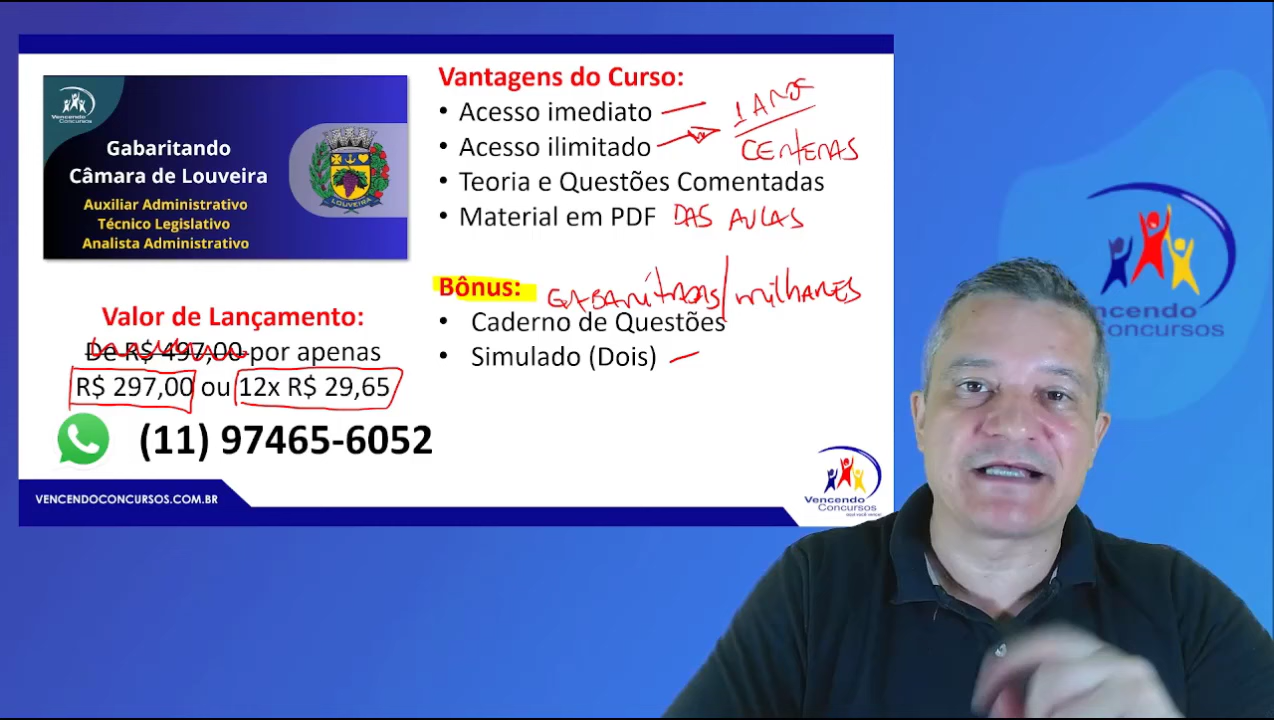 Vencendo
Concursos
Gabaritando
Câmara de Louveira
Auxiliar Administrativo
Técnico Legislativo
Analista Administrativo
LOUVEIRA
Valor de Lançamento:
De R$ 497,00 por apenas
R$ 297,00 ou 12x R$ 29,65
(11) 97465-6052
VENCENDOCONCURSOS.COM.BR
Vantagens do Curso:
• Acesso imediato
1 ANO
• Acesso ilimitado
CENTENAS
• Teoria e Questões Comentadas
• Material em PDF DAS AULAS
Bônus: GABARITADAS/MILHARES
• Caderno de Questões
• Simulado (Dois)
Vencendo
Concursos
encendo
CONCURSOS